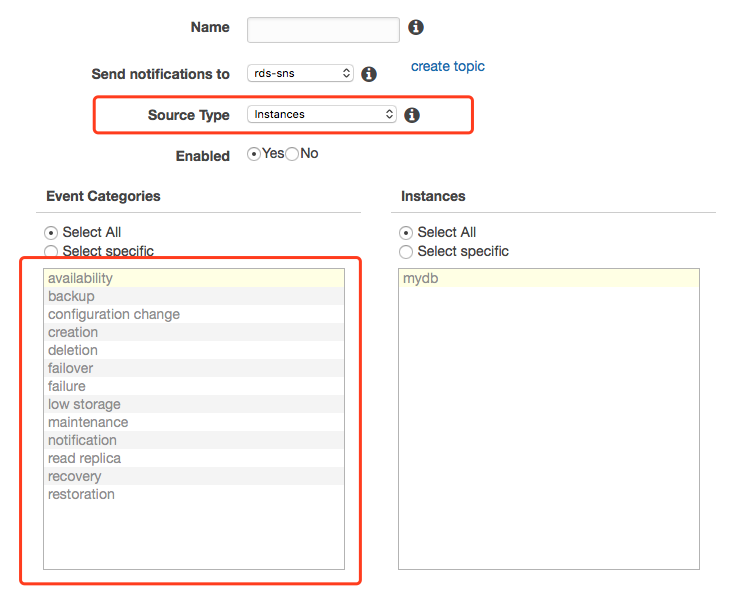 Name
Send notifications to rds-sns create topic
Source Type Instances
Enabled Yes No
Event Categories Instances
Select All Select All
Select specific Select specific
availability mydb
backup
configuration change
creation
deletion
failover
failure
low storage
maintenance
notification
read replica
recovery
restoration